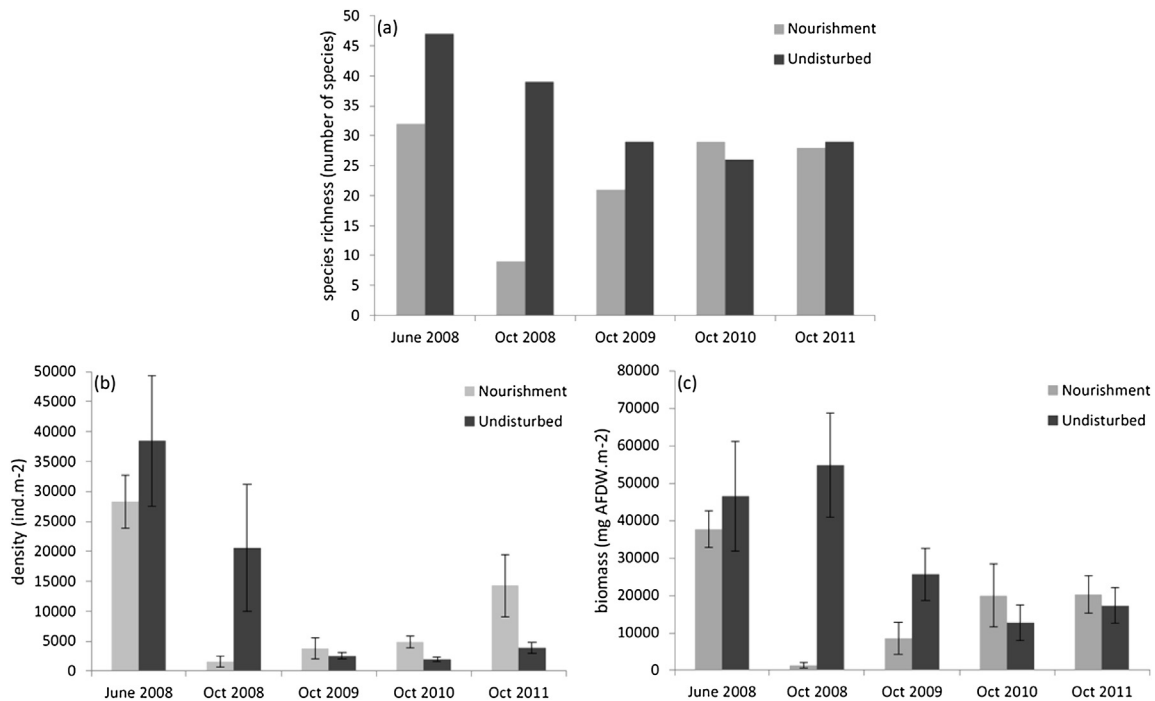 (a)
Nourishment
Undisturbed
species richness (number of species)
50
45
40
35
30
25
20
15
10
5
0
June 2008 Oct 2008 Oct 2009 Oct 2010 Oct 2011
(b)
Nourishment
Undisturbed
density (ind.m-2)
50000
45000
40000
35000
30000
25000
20000
15000
10000
5000
0
June 2008 Oct 2008 Oct 2009 Oct 2010 Oct 2011
(c)
Nourishment
Undisturbed
biomass (mg AFDW.m-2)
80000
70000
60000
50000
40000
30000
20000
10000
0
June 2008 Oct 2008 Oct 2009 Oct 2010 Oct 2011